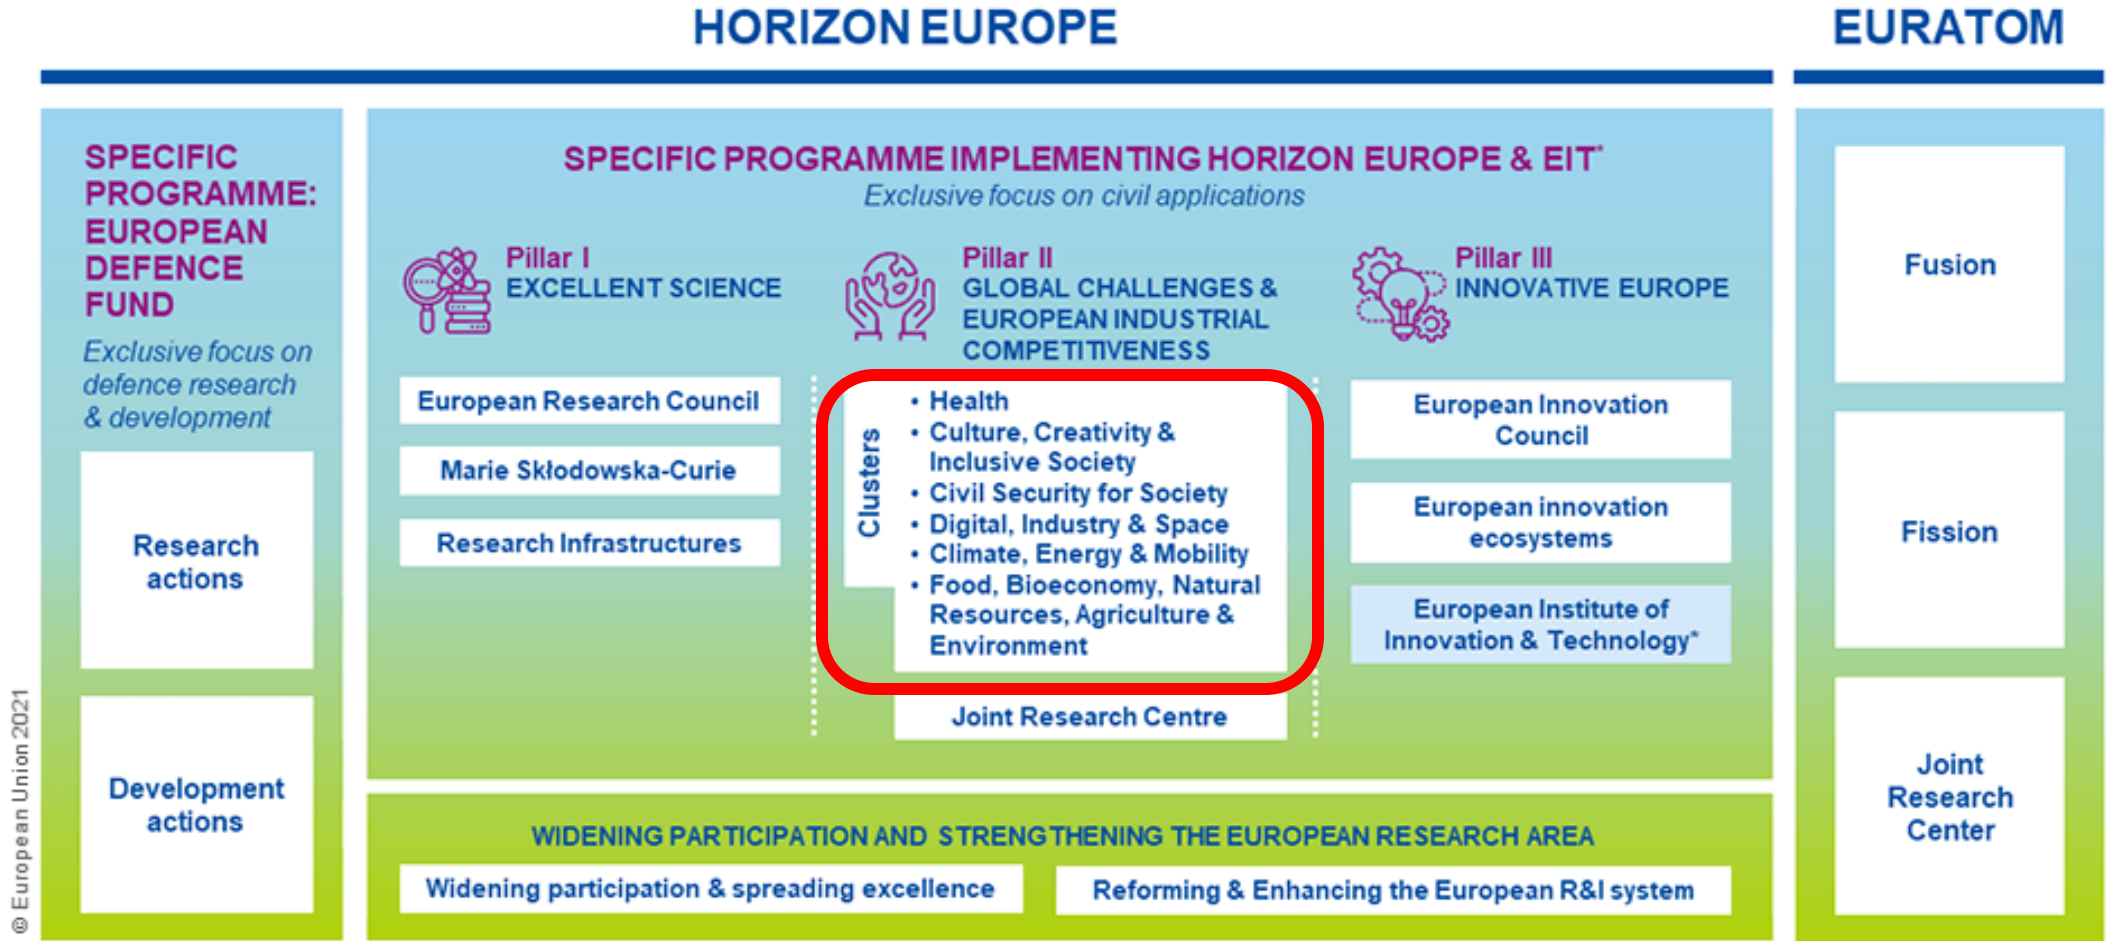 HORIZON EUROPE
EURATOM
SPECIFIC
PROGRAMME:
EUROPEAN
DEFENCE
FUND
Exclusive focus on
defence research
& development
Research
actions
Development
actions
SPECIFIC PROGRAMME IMPLEMENTING HORIZON EUROPE & EIT*
Exclusive focus on civil applications
Pillar I
EXCELLENT SCIENCE
European Research Council
Marie Skłodowska-Curie
Research Infrastructures
Pillar II
GLOBAL CHALLENGES &
EUROPEAN INDUSTRIAL
COMPETITIVENESS
Clusters
• Health
• Culture, Creativity &
Inclusive Society
• Civil Security for Society
• Digital, Industry & Space
• Climate, Energy & Mobility
• Food, Bioeconomy, Natural
Resources, Agriculture &
Environment
Joint Research Centre
Pillar III
INNOVATIVE EUROPE
European Innovation
Council
European innovation
ecosystems
European Institute of
Innovation & Technology*
WIDENING PARTICIPATION AND STRENGTHENING THE EUROPEAN RESEARCH AREA
Widening participation & spreading excellence
Reforming & Enhancing the European R&I system
Fusion
Fission
Joint
Research
Center
© European Union 2021